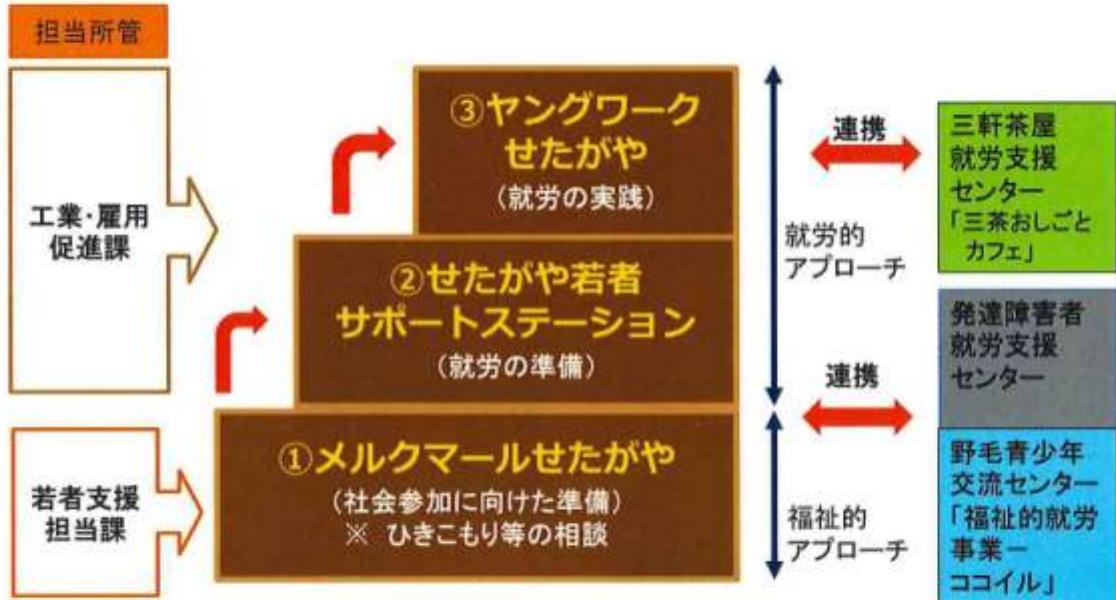 担当所管
工業・雇用
促進課
若者支援
担当課
③ヤングワーク
せたがや
(就労の実践)
②せたがや若者
サポートステーション
(就労の準備)
①メルクマールせたがや
(社会参加に向けた準備)
※ ひきこもり等の相談
就労的
アプローチ
福祉的
アプローチ
連携
連携
三軒茶屋
就労支援
センター
「三茶おしごと
カフェ」
発達障害者
就労支援
センター
野毛青少年
交流センター
「福祉的就労
事業ー
ココイル」